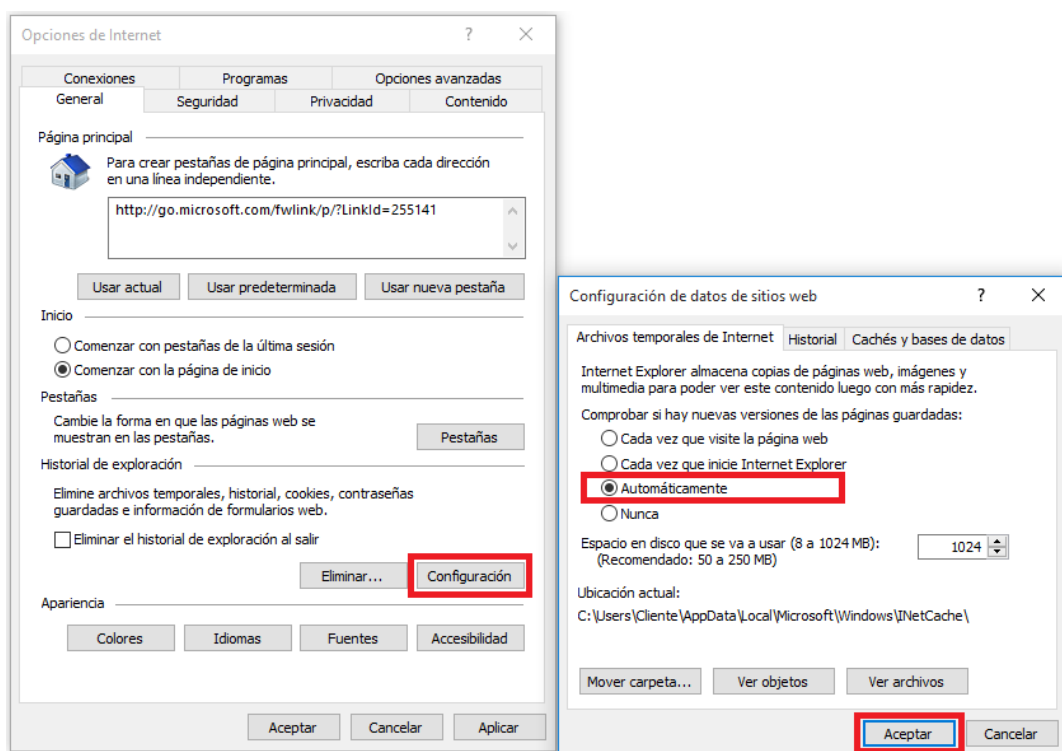 Opciones de Internet
Conexiones Programas Opciones avanzadas
General Seguridad Privacidad Contenido
Página principal
Para crear pestañas de página principal, escriba cada dirección
en una línea independiente.
http://go.microsoft.com/fwlink/p/?LinkId=255141
Usar actual Usar predeterminada Usar nueva pestaña
Inicio
Comenzar con pestañas de la última sesión
Comenzar con la página de inicio
Pestañas
Cambie la forma en que las páginas web se
muestran en las pestañas.
Pestañas
Historial de exploración
Elimine archivos temporales, historial, cookies, contraseñas
guardadas e información de formularios web.
Eliminar el historial de exploración al salir
Eliminar... Configuración
Apariencia
Colores Idiomas Fuentes Accesibilidad
Aceptar Cancelar Aplicar
Configuración de datos de sitios web
Archivos temporales de Internet Historial Cachés y bases de datos
Internet Explorer almacena copias de páginas web, imágenes y
multimedia para poder ver este contenido luego con más rapidez.
Comprobar si hay nuevas versiones de las páginas guardadas:
Cada vez que visite la página web
Cada vez que inicie Internet Explorer
Automáticamente
Nunca
Espacio en disco que se va a usar (8 a 1024 MB): 1024
(Recomendado: 50 a 250 MB)
Ubicación actual:
C:\Users\Cliente\AppData\Local\Microsoft\Windows\INetCache\
Mover carpeta... Ver objetos Ver archivos
Aceptar Cancelar